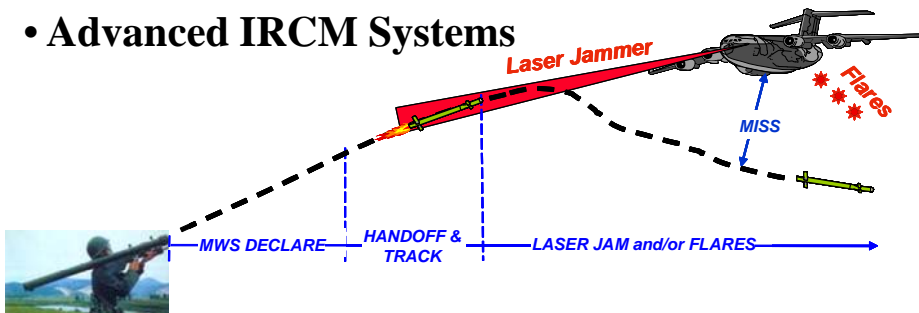 • Advanced IRCM Systems
Laser Jammer
Flares
MISS
MWS DECLARE
HANDOFF &
TRACK
LASER JAM and/or FLARES